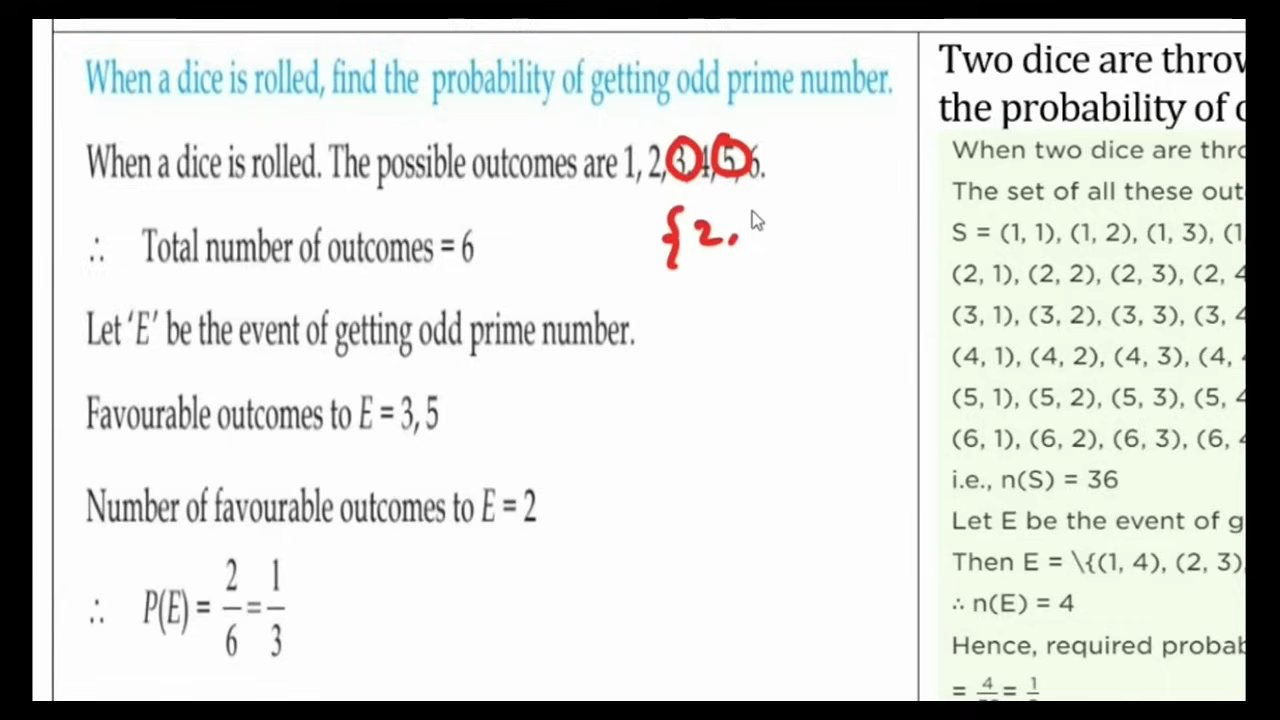 When a dice is rolled, find the probability of getting odd prime number.
When a dice is rolled. The possible outcomes are 1, 2, 3, 4, 5, 6.
{2,
∴ Total number of outcomes = 6
Let 'E' be the event of getting odd prime number.
Favourable outcomes to E = 3, 5
Number of favourable outcomes to E = 2
∴ P(E) = 2/6 = 1/3
Two dice are throw
the probability of
When two dice are thr
The set of all these out
S = (1, 1), (1, 2), (1, 3), (1
(2, 1), (2, 2), (2, 3), (2, 4
(3, 1), (3, 2), (3, 3), (3, 4
(4, 1), (4, 2), (4, 3), (4,
(5, 1), (5, 2), (5, 3), (5, 4
(6, 1), (6, 2), (6, 3), (6, 4
i.e., n(S) = 36
Let E be the event of g
Then E = \{(1, 4), (2, 3)
∴ n(E) = 4
Hence, required probab
= 4/ = 1/